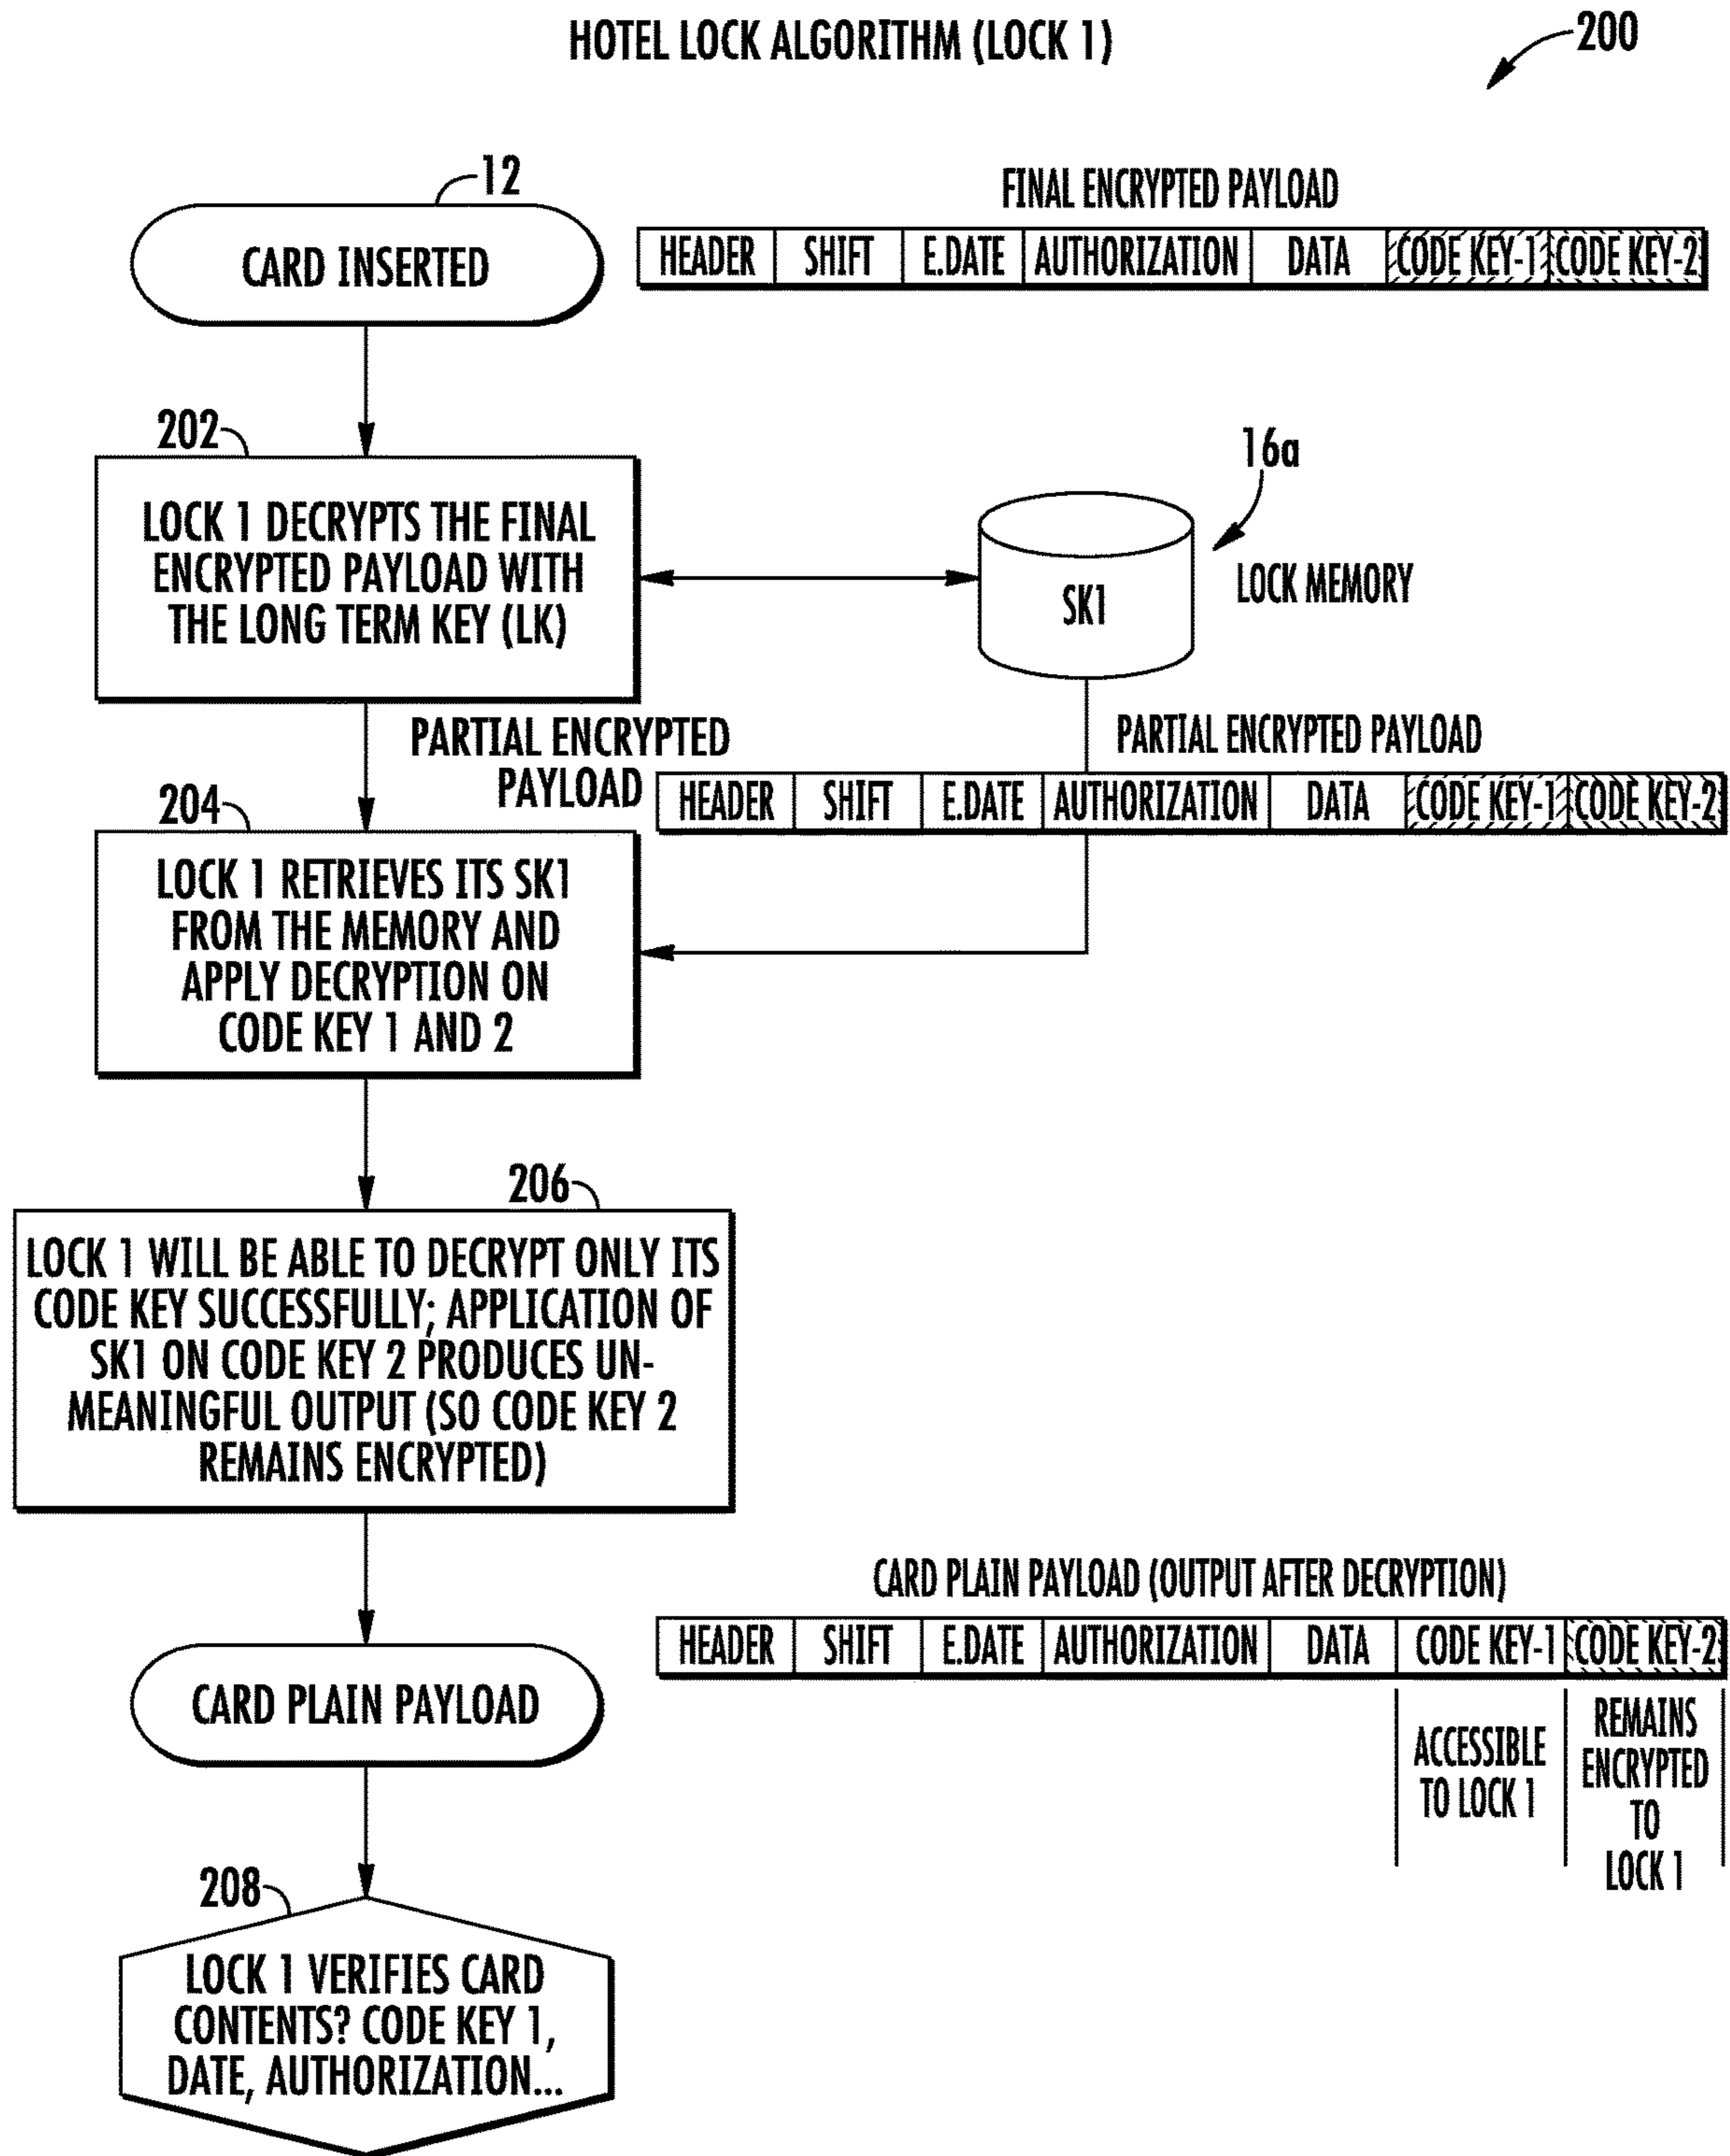 HOTEL LOCK ALGORITHM (LOCK 1)
200
12
CARD INSERTED
FINAL ENCRYPTED PAYLOAD
HEADER SHIFT E.DATE AUTHORIZATION DATA CODE KEY-1 CODE KEY-2
202
LOCK 1 DECRYPTS THE FINAL
ENCRYPTED PAYLOAD WITH
THE LONG TERM KEY (LK)
16a
SK1
LOCK MEMORY
PARTIAL ENCRYPTED
PAYLOAD
PARTIAL ENCRYPTED PAYLOAD
HEADER SHIFT E.DATE AUTHORIZATION DATA CODE KEY-1 CODE KEY-2
204
LOCK 1 RETRIEVES ITS SK1
FROM THE MEMORY AND
APPLY DECRYPTION ON
CODE KEY 1 AND 2
206
LOCK 1 WILL BE ABLE TO DECRYPT ONLY ITS
CODE KEY SUCCESSFULLY; APPLICATION OF
SK1 ON CODE KEY 2 PRODUCES UN-
MEANINGFUL OUTPUT (SO CODE KEY 2
REMAINS ENCRYPTED)
CARD PLAIN PAYLOAD (OUTPUT AFTER DECRYPTION)
HEADER SHIFT E.DATE AUTHORIZATION DATA CODE KEY-1 CODE KEY-2
CARD PLAIN PAYLOAD
ACCESSIBLE
TO LOCK 1
REMAINS
ENCRYPTED
TO
LOCK 1
208
LOCK 1 VERIFIES CARD
CONTENTS? CODE KEY 1,
DATE, AUTHORIZATION...